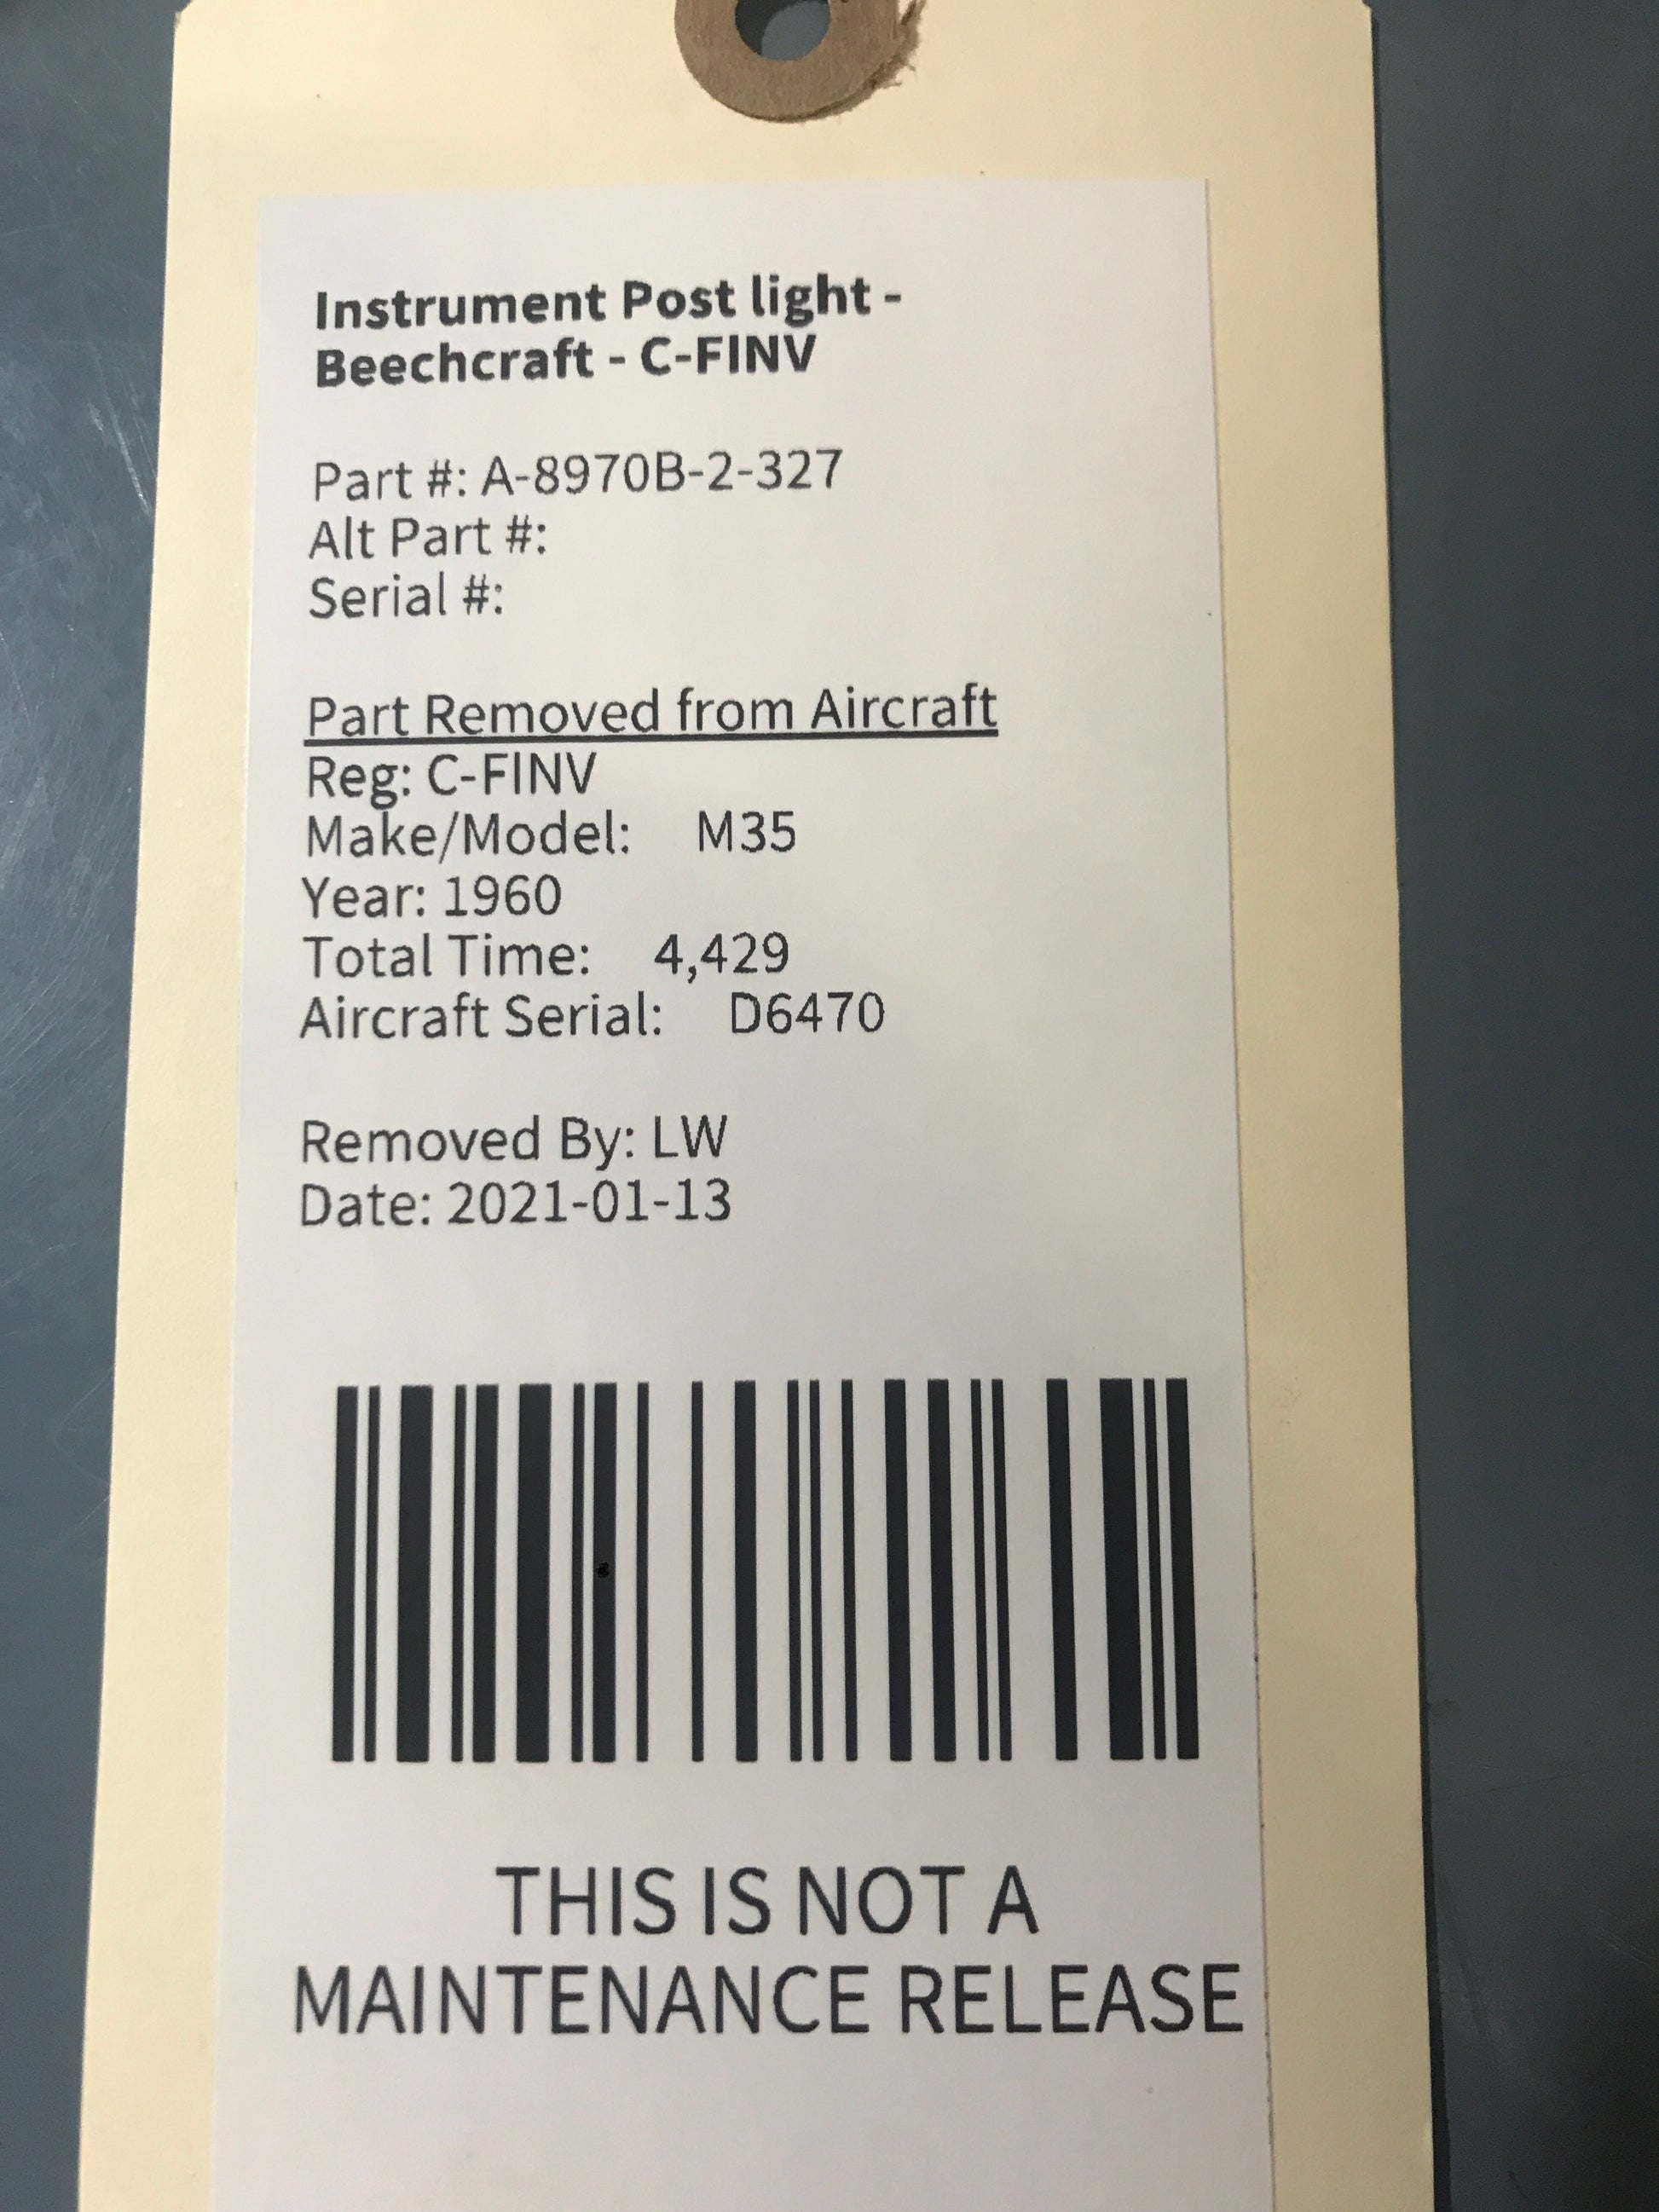 Instrument Post light -
Beechcraft - C-FINV
Part #: A-8970B-2-327
Alt Part #:
Serial #:
Part Removed from Aircraft
Reg: C-FINV
Make/Model: M35
Year: 1960
Total Time: 4,429
Aircraft Serial: D6470
Removed By: LW
Date: 2021-01-13
THIS IS NOT A
MAINTENANCE RELEASE